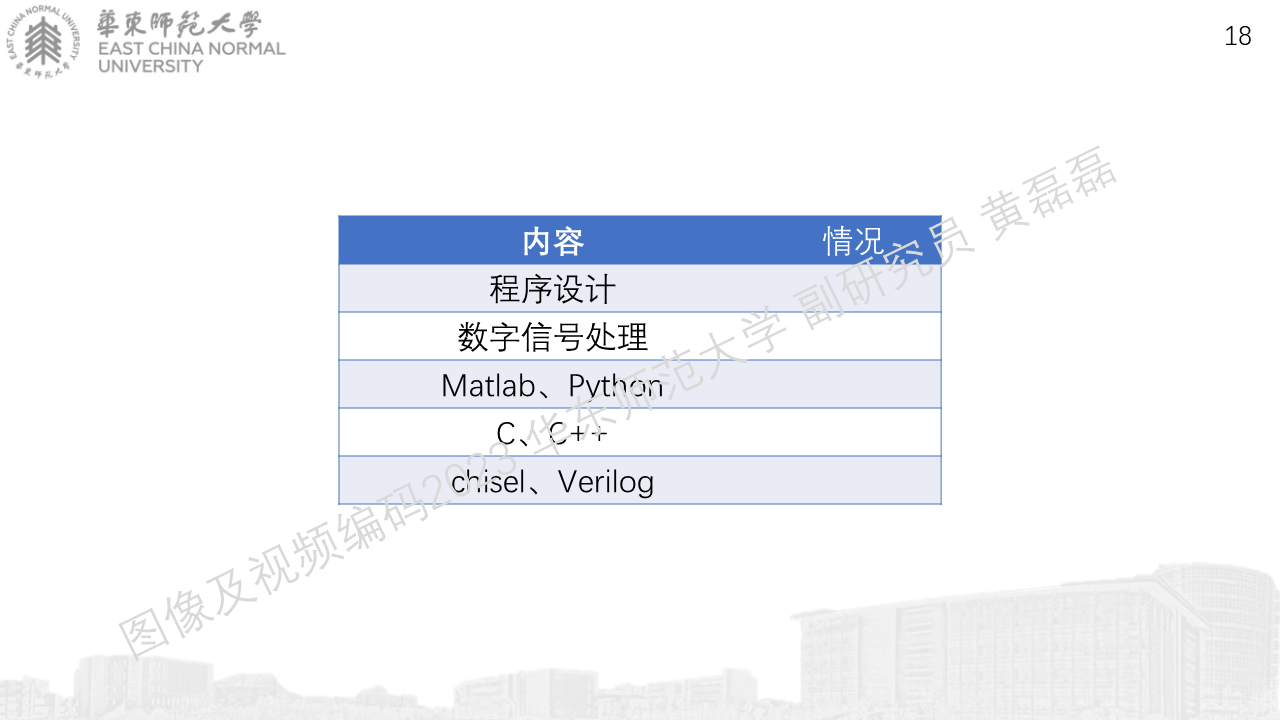 EAST CHINA NORMAL UNIVERSITY
華東師范大學
華東師范大學
EAST CHINA NORMAL
UNIVERSITY
18
内容 情况
程序设计
数字信号处理
Matlab、Python
C、C++
chisel、Verilog
图像及视频编码2023 华东师范大学 副研究员 黄磊磊